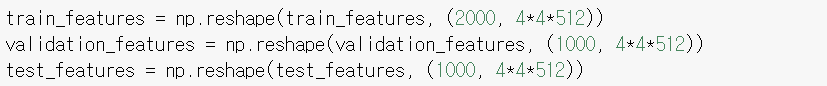 train_features = np.reshape(train_features, (2000, 4*4*512))
validation_features = np.reshape(validation_features, (1000, 4*4*512))
test_features = np.reshape(test_features, (1000, 4*4*512))